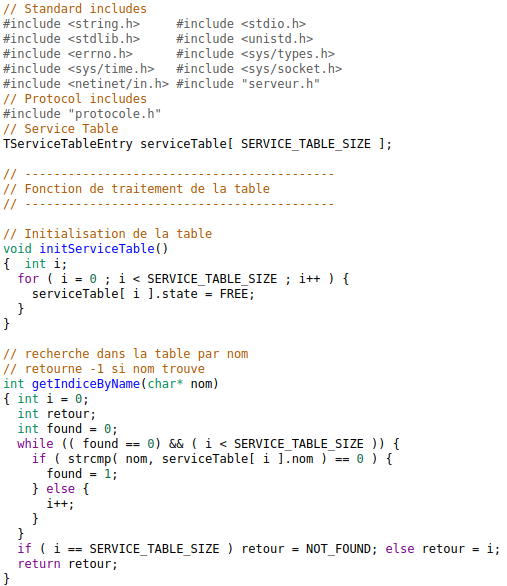 // Standard includes
#include <string.h>     #include <stdio.h>
#include <stdlib.h>     #include <unistd.h>
#include <errno.h>      #include <sys/types.h>
#include <sys/time.h>   #include <sys/socket.h>
#include <netinet/in.h> #include "serveur.h"
// Protocol includes
#include "protocole.h"
// Service Table
TServiceTableEntry serviceTable[ SERVICE_TABLE_SIZE ];

// -------------------------------------------
// Fonction de traitement de la table
// -------------------------------------------

// Initialisation de la table
void initServiceTable()
{  int i;
  for ( i = 0 ; i < SERVICE_TABLE_SIZE ; i++ ) {
    serviceTable[ i ].state = FREE;
  }
}

// recherche dans la table par nom
// retourne -1 si nom trouve
int getIndiceByName(char* nom)
{ int i = 0;
  int retour;
  int found = 0;
  while (( found == 0) && ( i < SERVICE_TABLE_SIZE )) {
    if ( strcmp( nom, serviceTable[ i ].nom ) == 0 ) {
      found = 1;
    } else {
      i++;
    }
  }
  if ( i == SERVICE_TABLE_SIZE ) retour = NOT_FOUND; else retour = i;
  return retour;
}